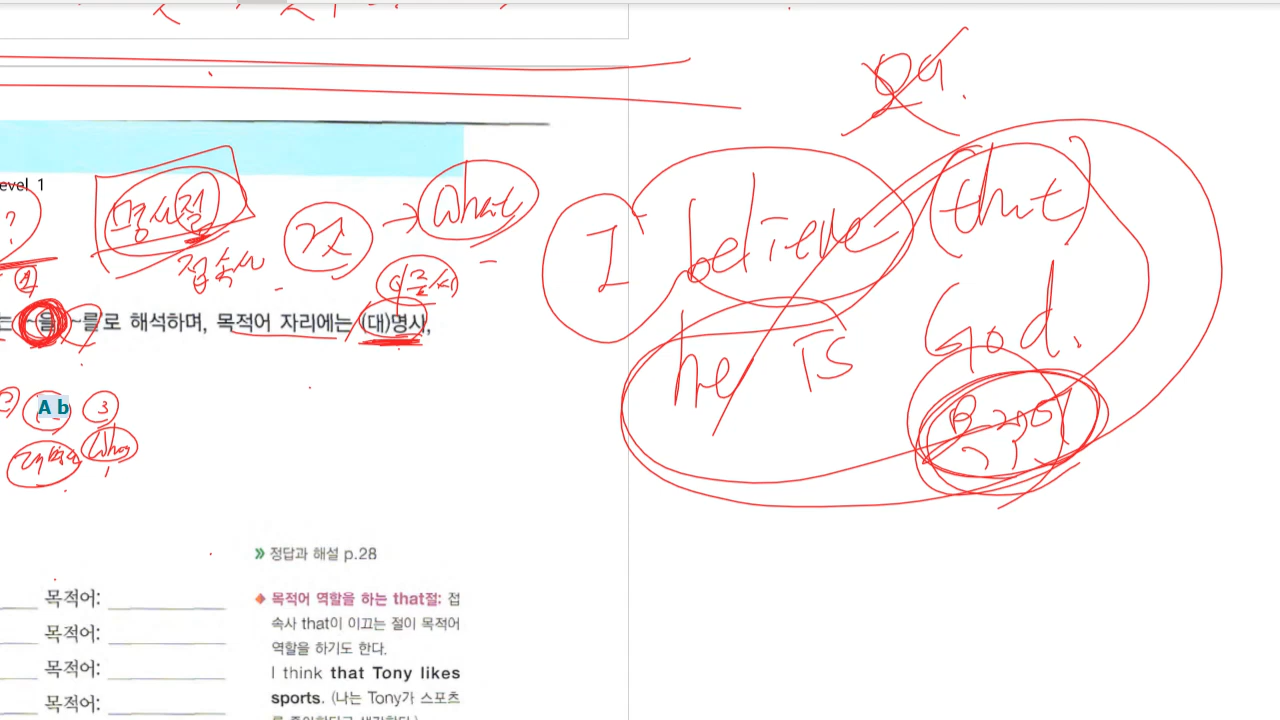 evel 1
?
명사절
접속사
것
→ What
이름씨
는 ~을 ~를로 해석하며, 목적어 자리에는 (대)명사,
A b
3
대명사
What
I believe (that)
he is God.
» 정답과 해설 p.28
목적어:
목적어:
목적어:
목적어:
◆ 목적어 역할을 하는 that절: 접
속사 that이 이끄는 절이 목적어
역할을 하기도 한다.
I think that Tony likes
sports. (나는 Tony가 스포츠